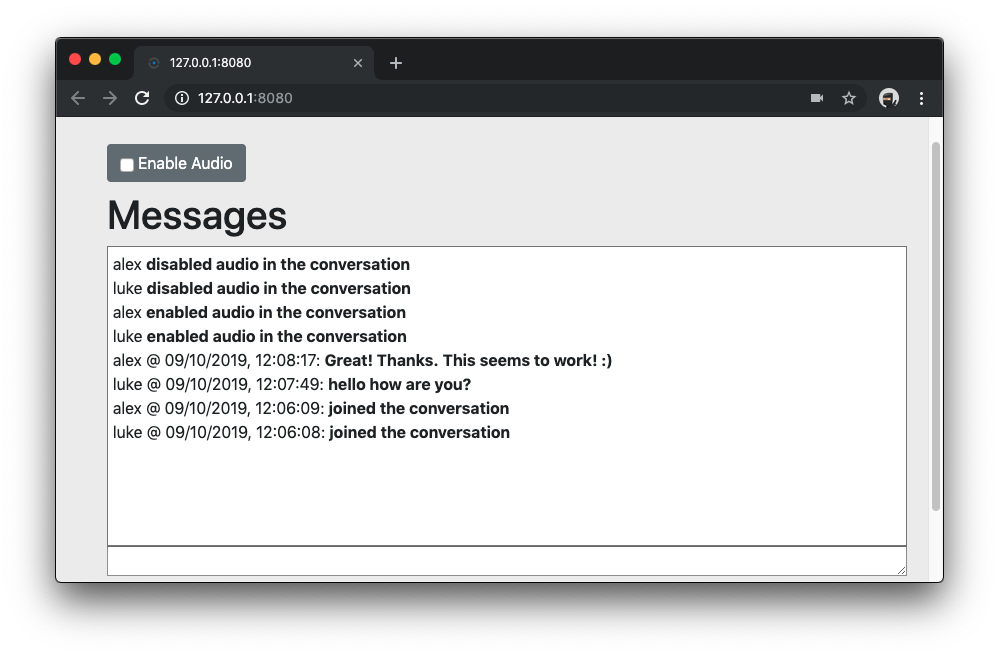 127.0.0.1:8080
127.0.0.1:8080
Enable Audio
Messages
alex disabled audio in the conversation
luke disabled audio in the conversation
alex enabled audio in the conversation
luke enabled audio in the conversation
alex @ 09/10/2019, 12:08:17: Great! Thanks. This seems to work! :)
luke @ 09/10/2019, 12:07:49: hello how are you?
alex @ 09/10/2019, 12:06:09: joined the conversation
luke @ 09/10/2019, 12:06:08: joined the conversation